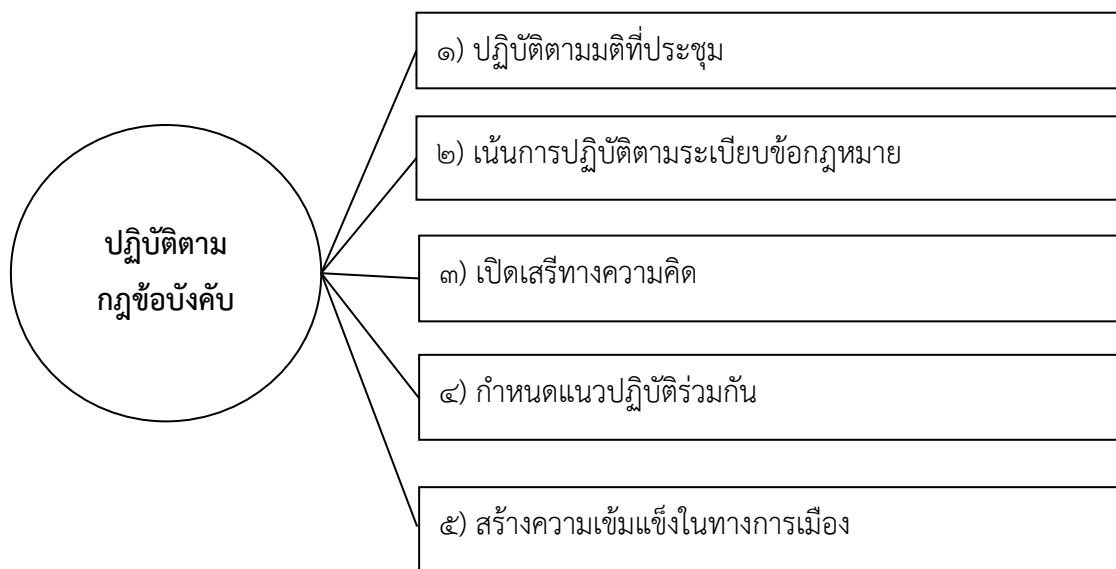 ๑) ปฏิบัติตามมติที่ประชุม
๒) เน้นการปฏิบัติตามระเบียบข้อกฎหมาย
ปฏิบัติตาม
กฎข้อบังคับ
๓) เปิดเสรีทางความคิด
๔) กำหนดแนวปฏิบัติร่วมกัน
๕) สร้างความเข้มแข็งในทางการเมือง